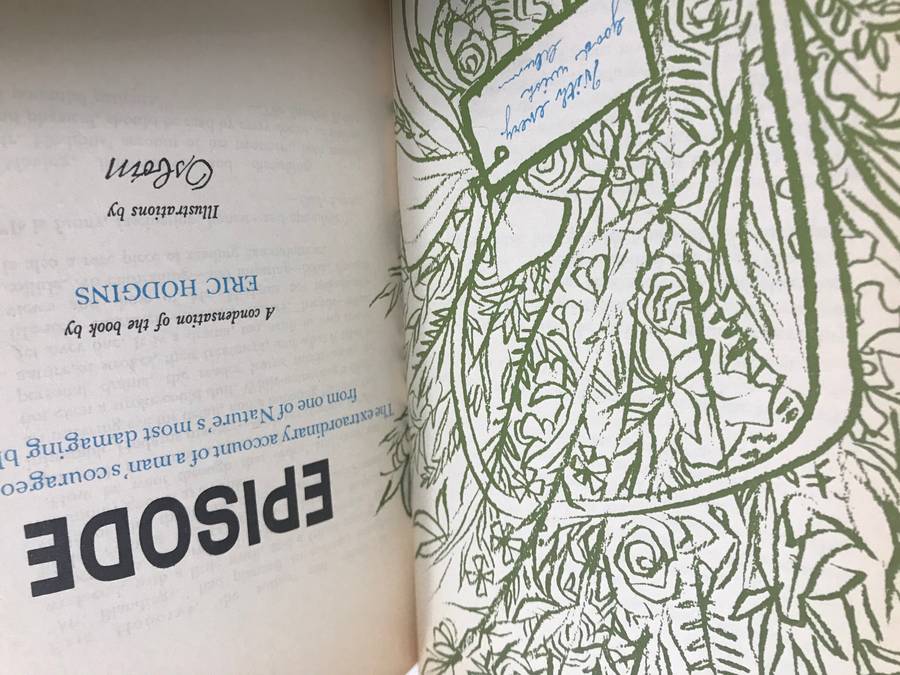 EPISODE
The extraordinary account of a man's courageo
from one of Nature's most damaging bl
A condensation of the book by
ERIC HODGINS
Illustrations by
Osborn
With every
good wish